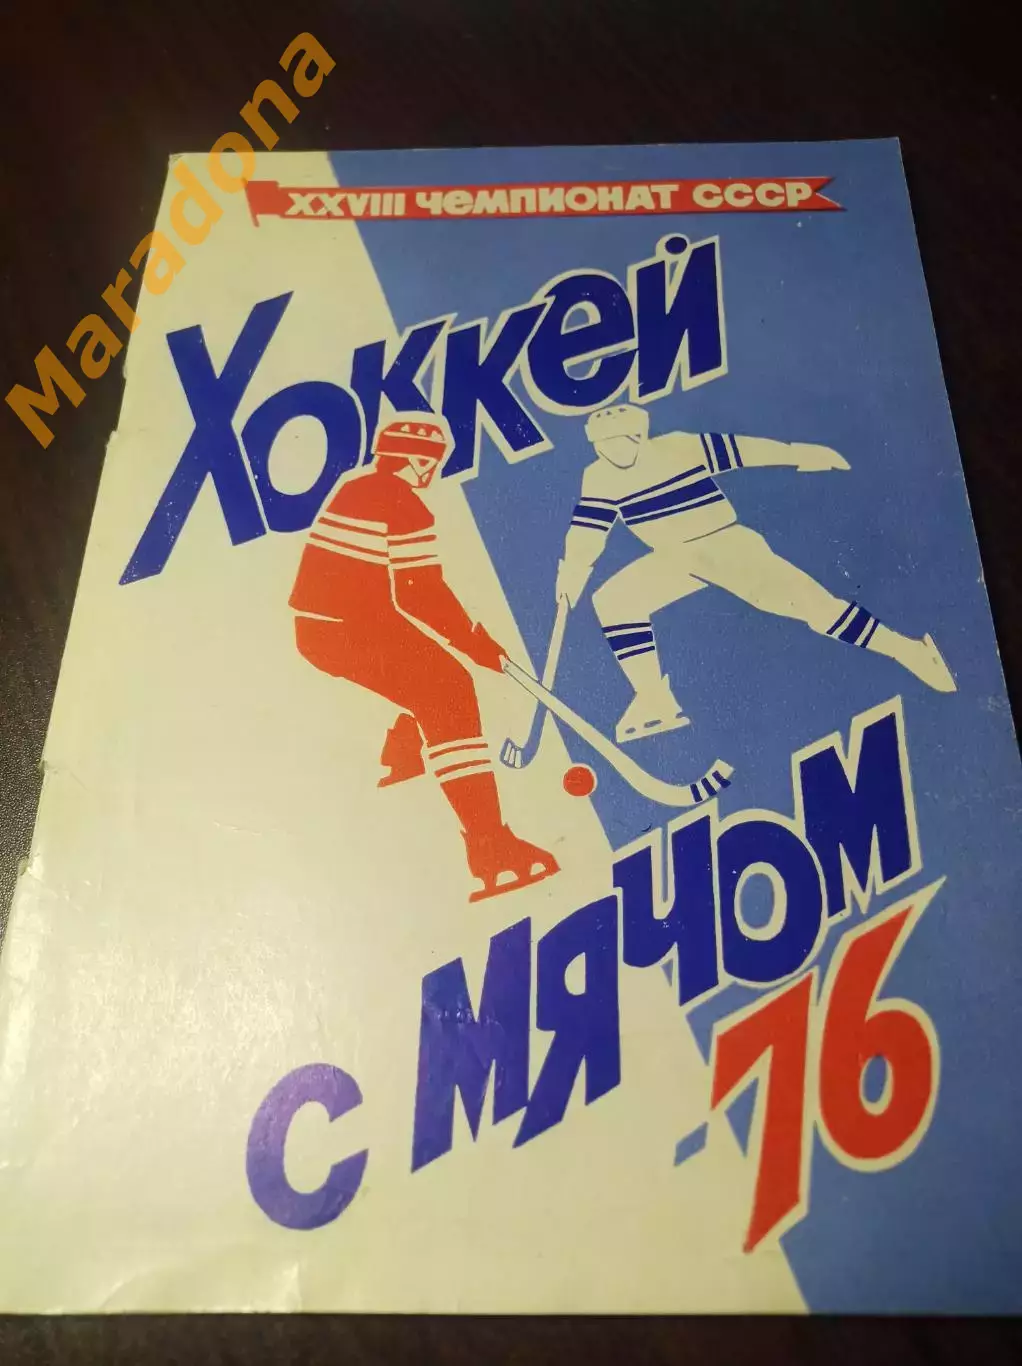 Maradona
XXVIII ЧЕМПИОНАТ СССР
Хоккей
с мячом
-76